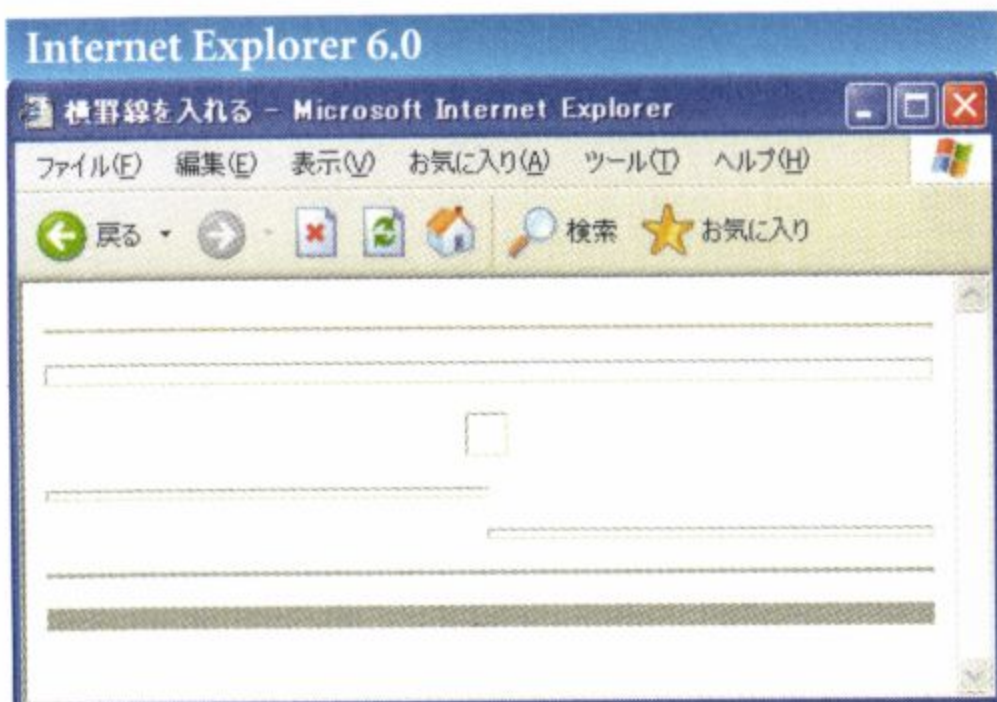 Internet Explorer 6.0
横罫線を入れる - Microsoft Internet Explorer
ファイル(F) 編集(E) 表示(V) お気に入り(A) ツール(T) ヘルプ(H)
戻る 検索 お気に入り